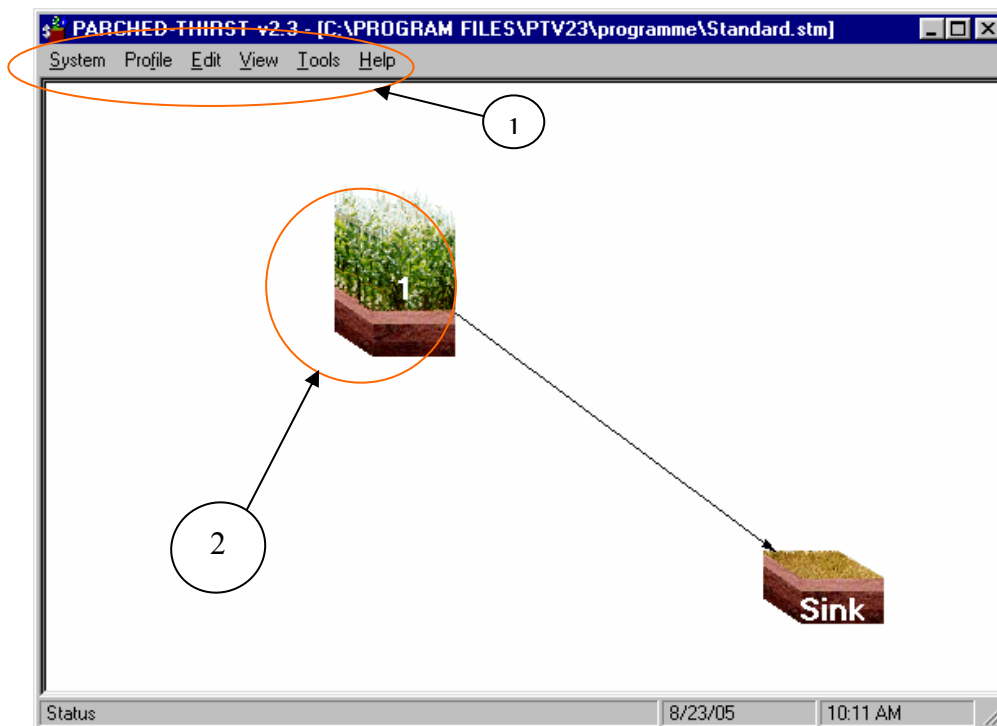 PARCHED-THIRST v2.3 - [C:\PROGRAM FILES\PTV23\programme\Standard.stm]
System Profile Edit View Tools Help
1
1
2
Sink
Status 8/23/05 10:11 AM